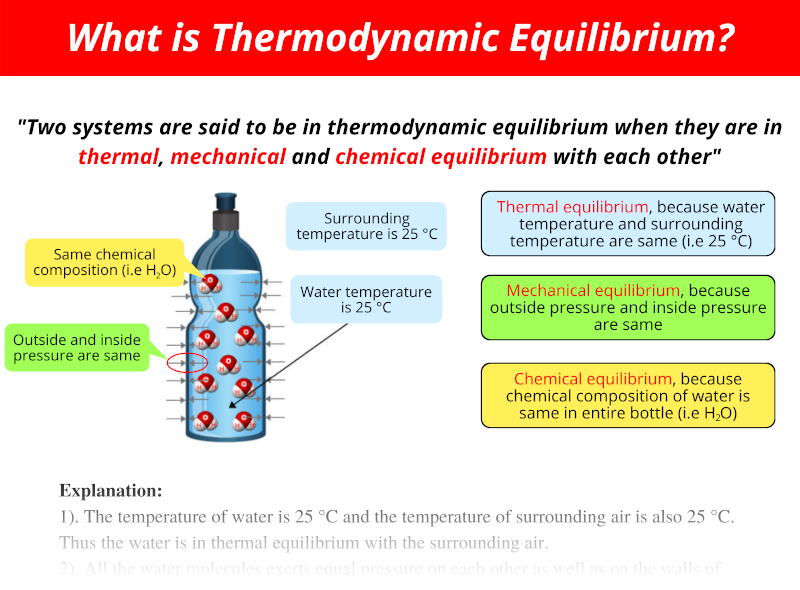 What is Thermodynamic Equilibrium?
"Two systems are said to be in thermodynamic equilibrium when they are in
thermal, mechanical and chemical equilibrium with each other"
Surrounding
temperature is 25 °C
Same chemical
composition (i.e H₂O)
Water temperature
is 25 °C
Outside and inside
pressure are same
Thermal equilibrium, because water
temperature and surrounding
temperature are same (i.e 25 °C)
Mechanical equilibrium, because
outside pressure and inside pressure
are same
Chemical equilibrium, because
chemical composition of water is
same in entire bottle (i.e H₂O)
Explanation:
1). The temperature of water is 25 °C and the temperature of surrounding air is also 25 °C.
Thus the water is in thermal equilibrium with the surrounding air.
2). All the water molecules exerts equal pressure on each other as well as on the walls of